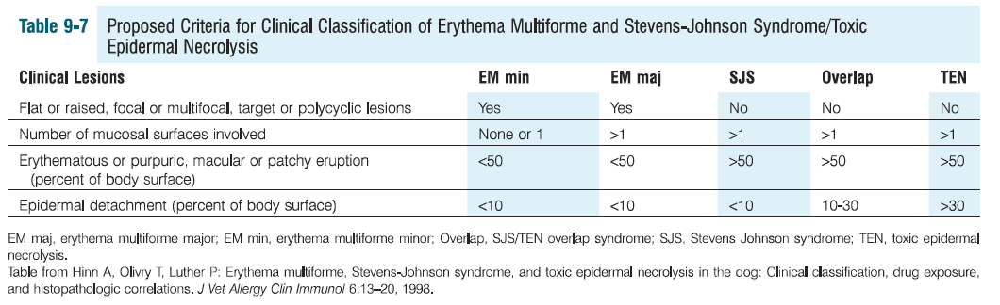 Table 9-7 Proposed Criteria for Clinical Classification of Erythema Multiforme and Stevens-Johnson Syndrome/Toxic
Epidermal Necrolysis
Clinical Lesions EM min EM maj SJS Overlap TEN
Flat or raised, focal or multifocal, target or polycyclic lesions Yes Yes No No No
Number of mucosal surfaces involved None or 1 >1 >1 >1 >1
Erythematous or purpuric, macular or patchy eruption <50 <50 >50 >50 >50
(percent of body surface)
Epidermal detachment (percent of body surface) <10 <10 <10 10-30 >30
EM maj, erythema multiforme major; EM min, erythema multiforme minor; Overlap, SJS/TEN overlap syndrome; SJS, Stevens Johnson syndrome; TEN, toxic epidermal
necrolysis.
Table from Hinn A, Olivry T, Luther P: Erythema multiforme, Stevens-Johnson syndrome, and toxic epidermal necrolysis in the dog: Clinical classification, drug exposure,
and histopathologic correlations. J Vet Allergy Clin Immunol 6:13–20, 1998.